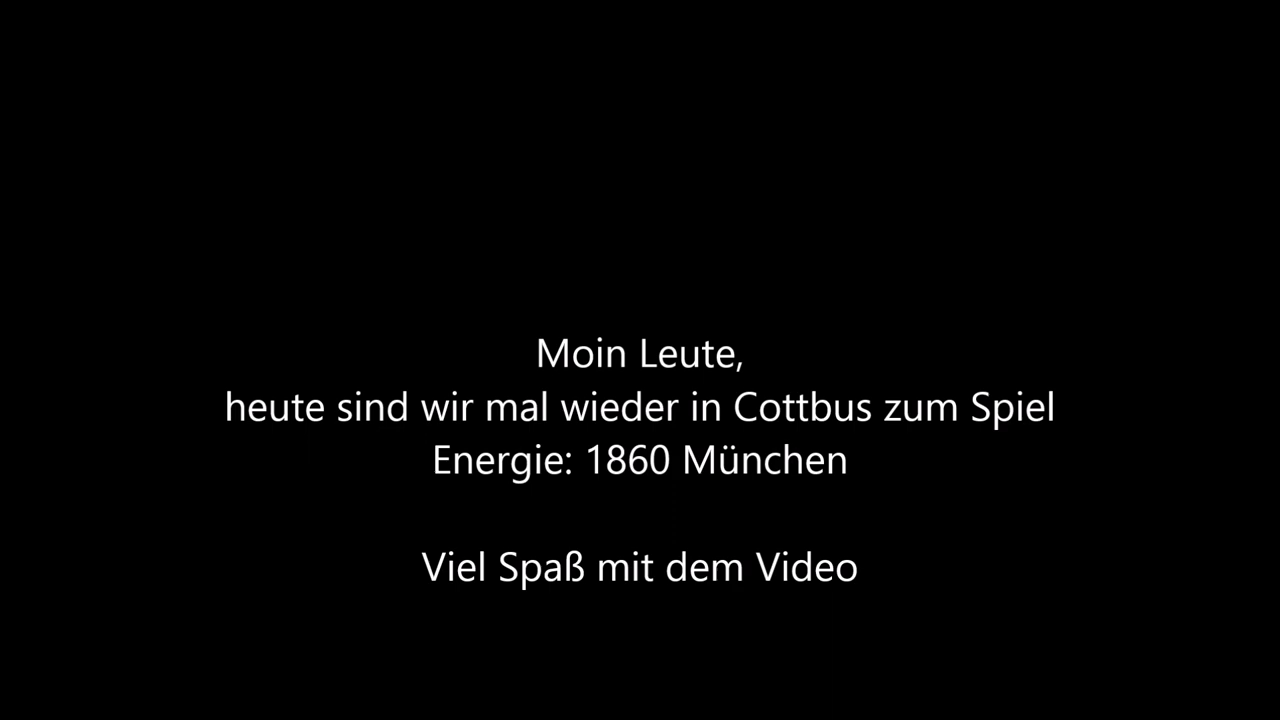 Moin Leute,
heute sind wir mal wieder in Cottbus zum Spiel
Energie: 1860 München
Viel Spaß mit dem Video